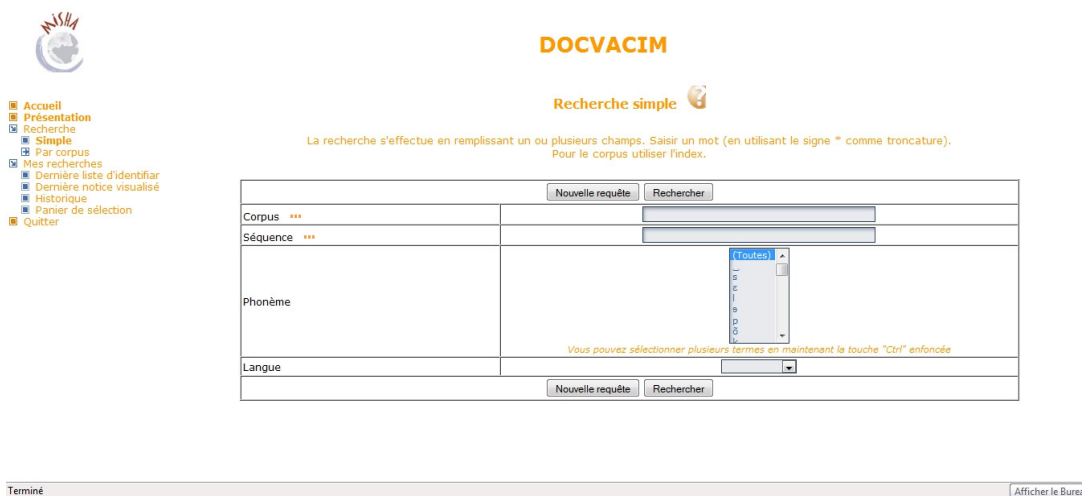 MISHA
DOCVACIM
Accueil
Présentation
Recherche
Simple
Par corpus
Mes recherches
Dernière liste d'identifiar
Dernière notice visualisé
Historique
Panier de sélection
Quitter
Recherche simple ?
La recherche s'effectue en remplissant un ou plusieurs champs. Saisir un mot (en utilisant le signe * comme troncature).
Pour le corpus utiliser l'index.
Nouvelle requête Rechercher
Corpus
Séquence
Phonème
(Toutes)
_
s
ɛ
l
ə
p
õ
Vous pouvez sélectionner plusieurs termes en maintenant la touche "Ctrl" enfoncée
Langue
Nouvelle requête Rechercher
Terminé
Afficher le Burea